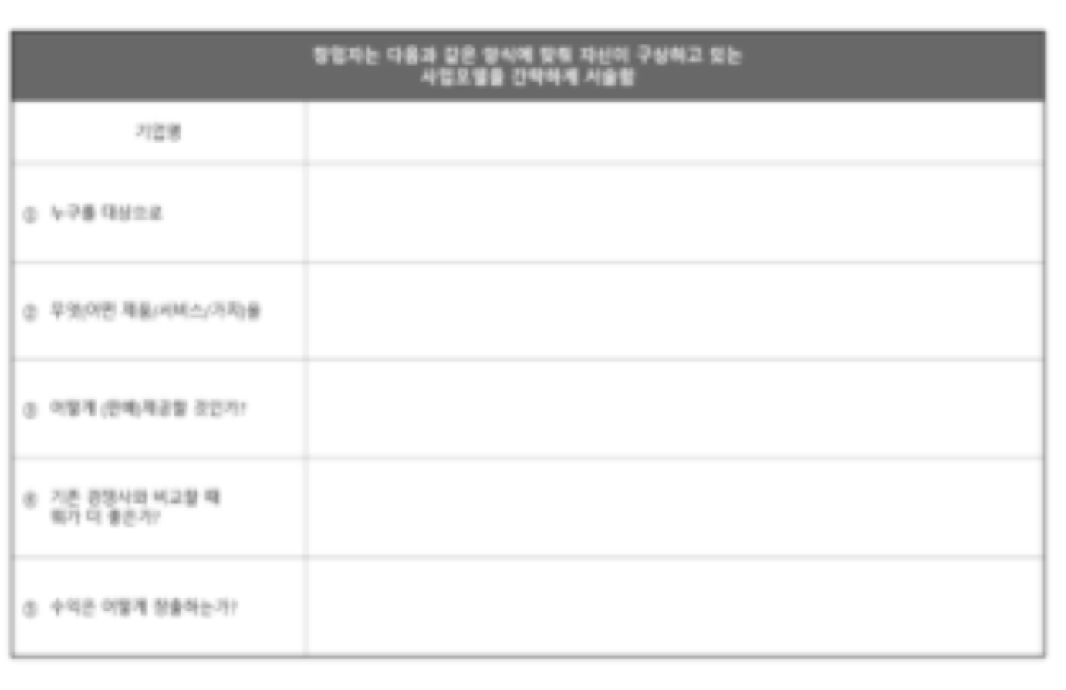 창업자는 다음과 같은 형식에 맞춰 자신이 구상하고 있는
사업모델을 간략하게 서술함
기업명
① 누구를 대상으로
② 무엇(어떤 제품/서비스/가치)을
③ 어떻게 (판매)제공할 것인가?
④ 기존 경쟁사와 비교할 때
뭐가 더 좋은가?
⑤ 수익은 어떻게 창출하는가?